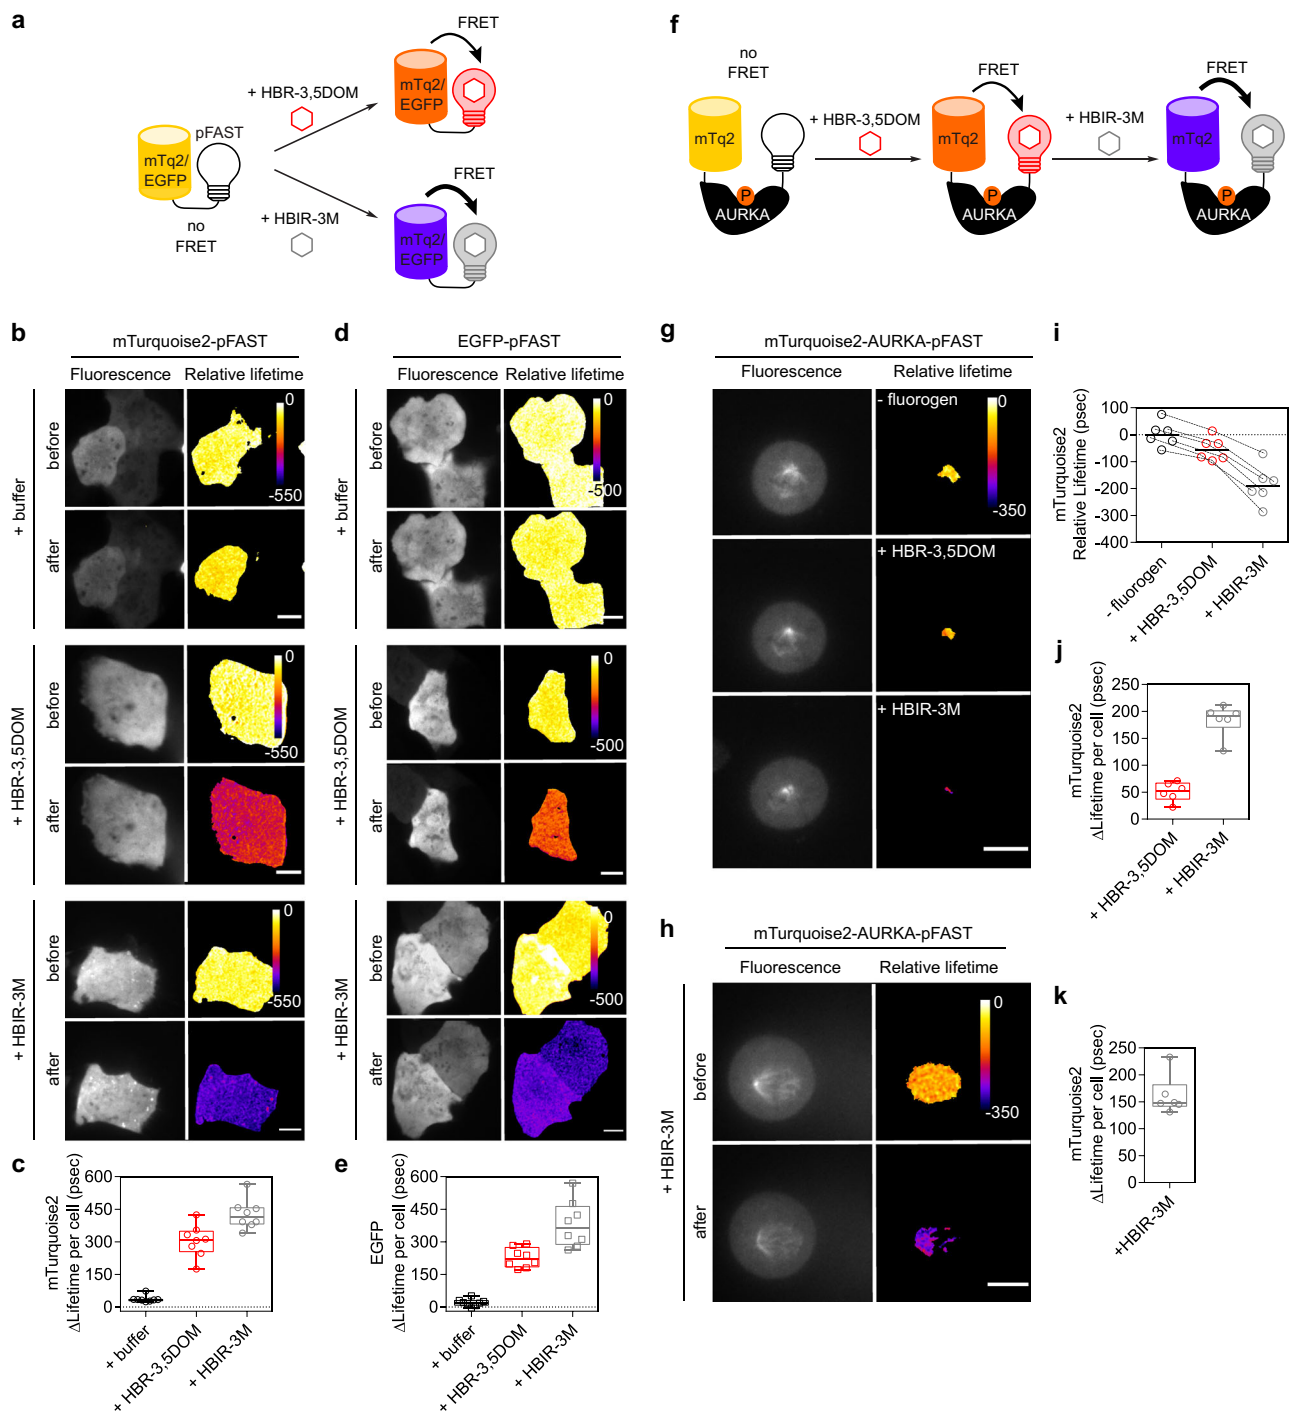 a
FRET
mTq2/
EGFP
+ HBR-3,5DOM
pFAST
mTq2/
EGFP
no
FRET
+ HBIR-3M
FRET
mTq2/
EGFP
f
no
FRET
mTq2
P
AURKA
+ HBR-3,5DOM
FRET
mTq2
P
AURKA
+ HBIR-3M
FRET
mTq2
P
AURKA
b
mTurquoise2-pFAST
Fluorescence
Relative lifetime
+ buffer
before
0
-550
after
+ HBR-3,5DOM
before
0
-550
after
+ HBIR-3M
before
0
-550
after
d
EGFP-pFAST
Fluorescence
Relative lifetime
+ buffer
before
0
-500
after
+ HBR-3,5DOM
before
0
-500
after
+ HBIR-3M
before
0
-500
after
c
mTurquoise2
ΔLifetime per cell (psec)
600
450
300
150
0
+ buffer
+ HBR-3,5DOM
+ HBIR-3M
e
EGFP
ΔLifetime per cell (psec)
600
450
300
150
0
+ buffer
+ HBR-3,5DOM
+ HBIR-3M
g
mTurquoise2-AURKA-pFAST
Fluorescence
Relative lifetime
- fluorogen
0
-350
+ HBR-3,5DOM
+ HBIR-3M
h
mTurquoise2-AURKA-pFAST
Fluorescence
Relative lifetime
+ HBIR-3M
before
0
-350
after
i
mTurquoise2
Relative Lifetime (psec)
100
0
-100
-200
-300
-400
- fluorogen
+ HBR-3,5DOM
+ HBIR-3M
j
mTurquoise2
ΔLifetime per cell (psec)
250
200
150
100
50
0
+ HBR-3,5DOM
+ HBIR-3M
k
mTurquoise2
ΔLifetime per cell (psec)
250
200
150
100
50
0
+HBIR-3M